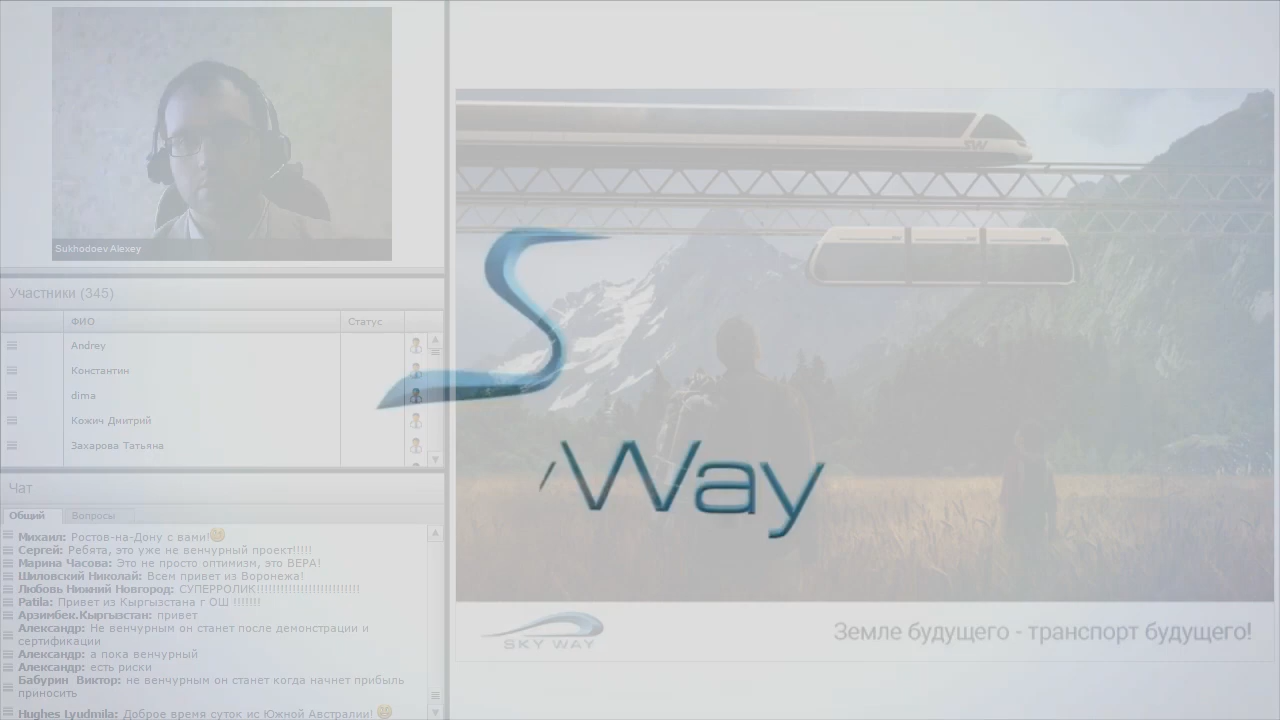 Sukhodoev Alexey
Участники (345)
ФИО
Статус
Andrey
Константин
dima
Кожич Дмитрий
Захарова Татьяна
Чат
Общий
Вопросы
Михаил: Ростов-на-Дону с вами!
Сергей: Ребята, это уже не венчурный проект!!!!!
Марина Часова: Это не просто оптимизм, это ВЕРА!
Шиловский Николай: Всем привет из Воронежа!
Любовь Нижний Новгород: СУПЕРРОЛИК!!!!!!!!!!!!!!!!!!!!!!!!!!
Patila: Привет из Кыргызстана г ОШ !!!!!!!
Арзимбек.Кыргызстан: привет
Александр: Не венчурным он станет после демонстрации и
сертификации
Александр: а пока венчурный
Александр: есть риски
Бабурин Виктор: не венчурным он станет когда начнет прибыль
приносить
Hughes Lyudmila: Доброе время суток ис Южной Австралии!
SW
S
Way
SKY WAY
Земле будущего - транспорт будущего!